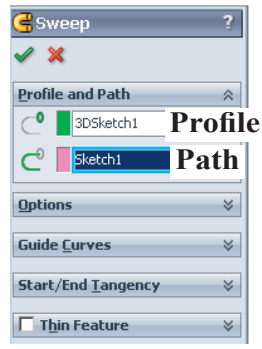 Sweep ?
Profile and Path
3DSketch1 Profile
Sketch1 Path
Options
Guide Curves
Start/End Tangency
Thin Feature